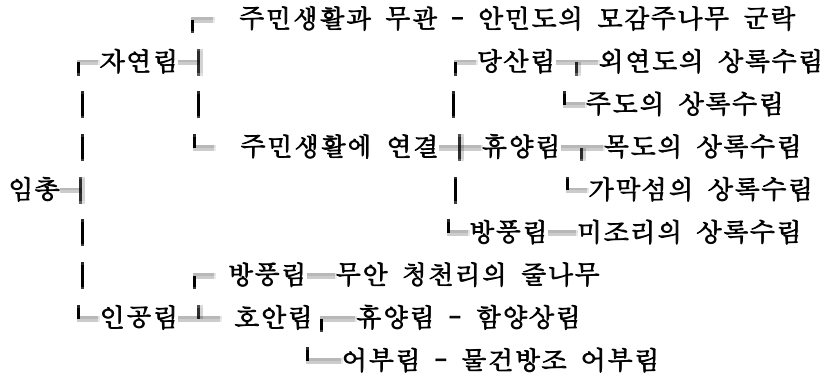 주민생활과 무관 - 안민도의 모감주나무 군락
자연림 당산림 외연도의 상록수림
주도의 상록수림
주민생활에 연결 휴양림 목도의 상록수림
임총 가막섬의 상록수림
방풍림 미조리의 상록수림
방풍림 무안 청천리의 줄나무
인공림 호안림 휴양림 - 함양상림
어부림 - 물건방조 어부림